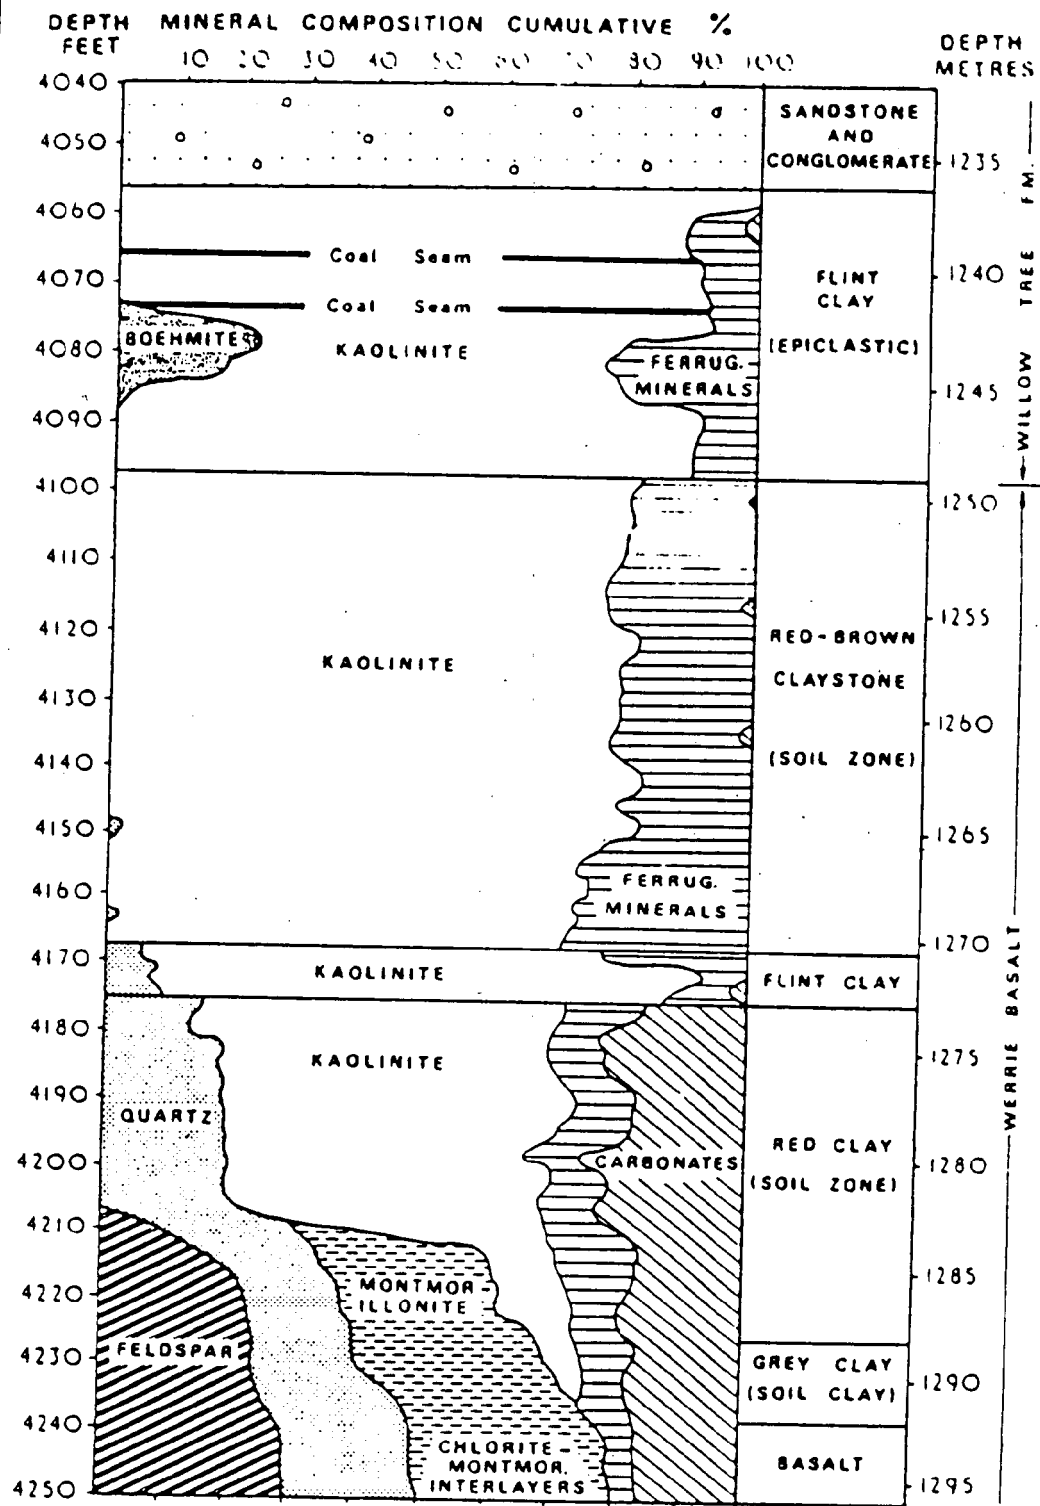 DEPTH MINERAL COMPOSITION CUMULATIVE %
FEET
DEPTH
METRES
10 20 30 40 50 60 70 80 90 100
4040
4050
4060
4070
4080
4090
4100
4110
4120
4130
4140
4150
4160
4170
4180
4190
4200
4210
4220
4230
4240
4250
Coal Seam
Coal Seam
BOEHMITE
KAOLINITE
FERRUG.
MINERALS
KAOLINITE
FERRUG.
MINERALS
KAOLINITE
KAOLINITE
QUARTZ
CARBONATES
MONTMOR-
ILLONITE
FELDSPAR
CHLORITE-
MONTMOR.
INTERLAYERS
SANDSTONE
AND
CONGLOMERATE
FLINT
CLAY
(EPICLASTIC)
RED-BROWN
CLAYSTONE
(SOIL ZONE)
FLINT CLAY
RED CLAY
(SOIL ZONE)
GREY CLAY
(SOIL CLAY)
BASALT
1235
1240
1245
1250
1255
1260
1265
1270
1275
1280
1285
1290
1295
WILLOW TREE FM.
WERRIE BASALT